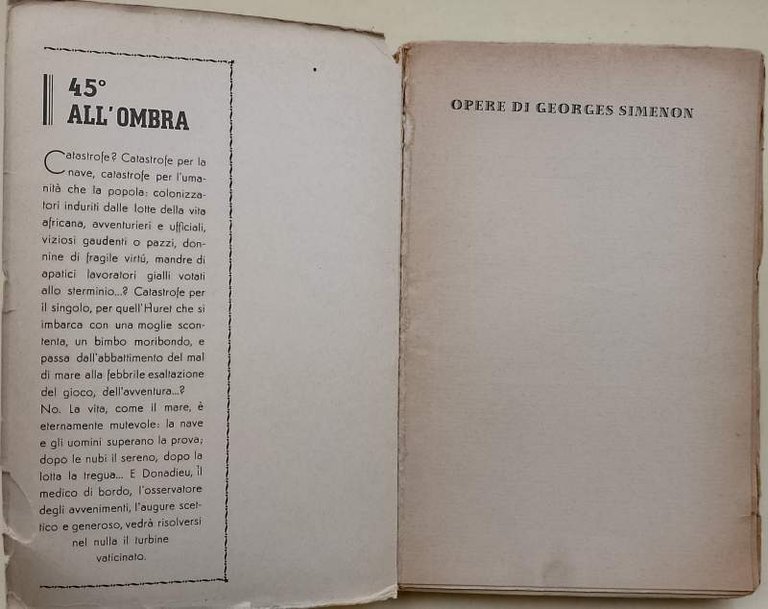 45°
ALL'OMBRA
Catastrofe? Catastrofe per la
nave, catastrofe per l'uma-
nità che la popola: colonizza-
tori induriti dalle lotte della vita
africana, avventurieri e ufficiali,
viziosi gaudenti o pazzi, don-
nine di fragile virtú, mandre di
apatici lavoratori gialli votati
allo sterminio...? Catastrofe per
il singolo, per quell'Huret che si
imbarca con una moglie scon-
tenta, un bimbo moribondo, e
passa dall'abbattimento del mal
di mare alla febbrile esaltazione
del gioco, dell'avventura...?
No. La vita, come il mare, è
eternamente mutevole: la nave
e gli uomini superano la prova;
dopo le nubi il sereno, dopo la
lotta la tregua... E Donadieu, il
medico di bordo, l'osservatore
degli avvenimenti, l'augure scet-
tico e generoso, vedrà risolversi
nel nulla il turbine
vaticinato.
OPERE DI GEORGES SIMENON